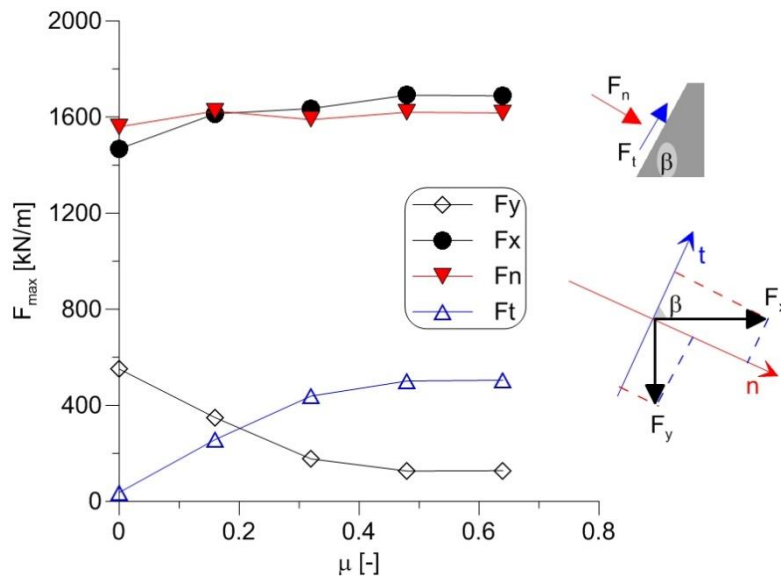 2000
1600
1200
800
400
0
F_max [kN/m]
0
0.2
0.4
0.6
0.8
μ [-]
Fy
Fx
Fn
Ft
F_n
F_t
β
t
β
F_x
n
F_y